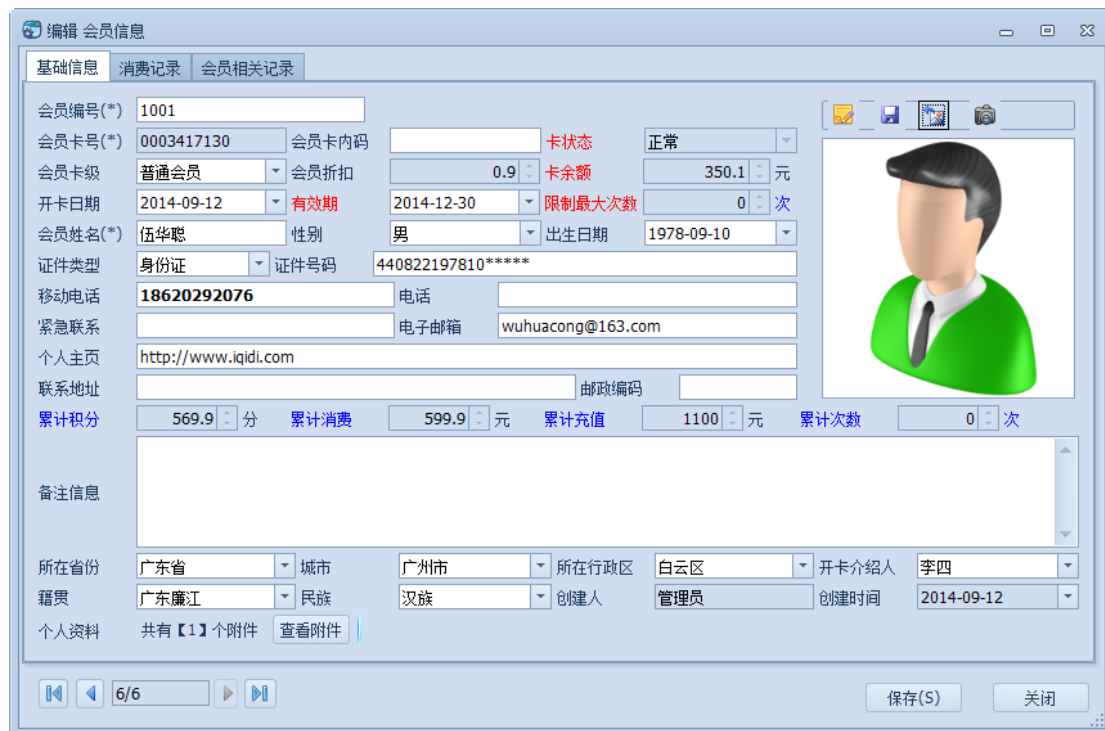 编辑 会员信息
基础信息 消费记录 会员相关记录
会员编号(*) 1001
会员卡号(*) 0003417130 会员卡内码 卡状态 正常
会员卡级 普通会员 会员折扣 0.9 卡余额 350.1 元
开卡日期 2014-09-12 有效期 2014-12-30 限制最大次数 0 次
会员姓名(*) 伍华聪 性别 男 出生日期 1978-09-10
证件类型 身份证 证件号码 440822197810*****
移动电话 18620292076 电话
紧急联系 电子邮箱 wuhuacong@163.com
个人主页 http://www.iqidi.com
联系地址 邮政编码
累计积分 569.9 分 累计消费 599.9 元 累计充值 1100 元 累计次数 0 次
备注信息
所在省份 广东省 城市 广州市 所在行政区 白云区 开卡介绍人 李四
籍贯 广东廉江 民族 汉族 创建人 管理员 创建时间 2014-09-12
个人资料 共有【1】个附件 查看附件
6/6 保存(S) 关闭